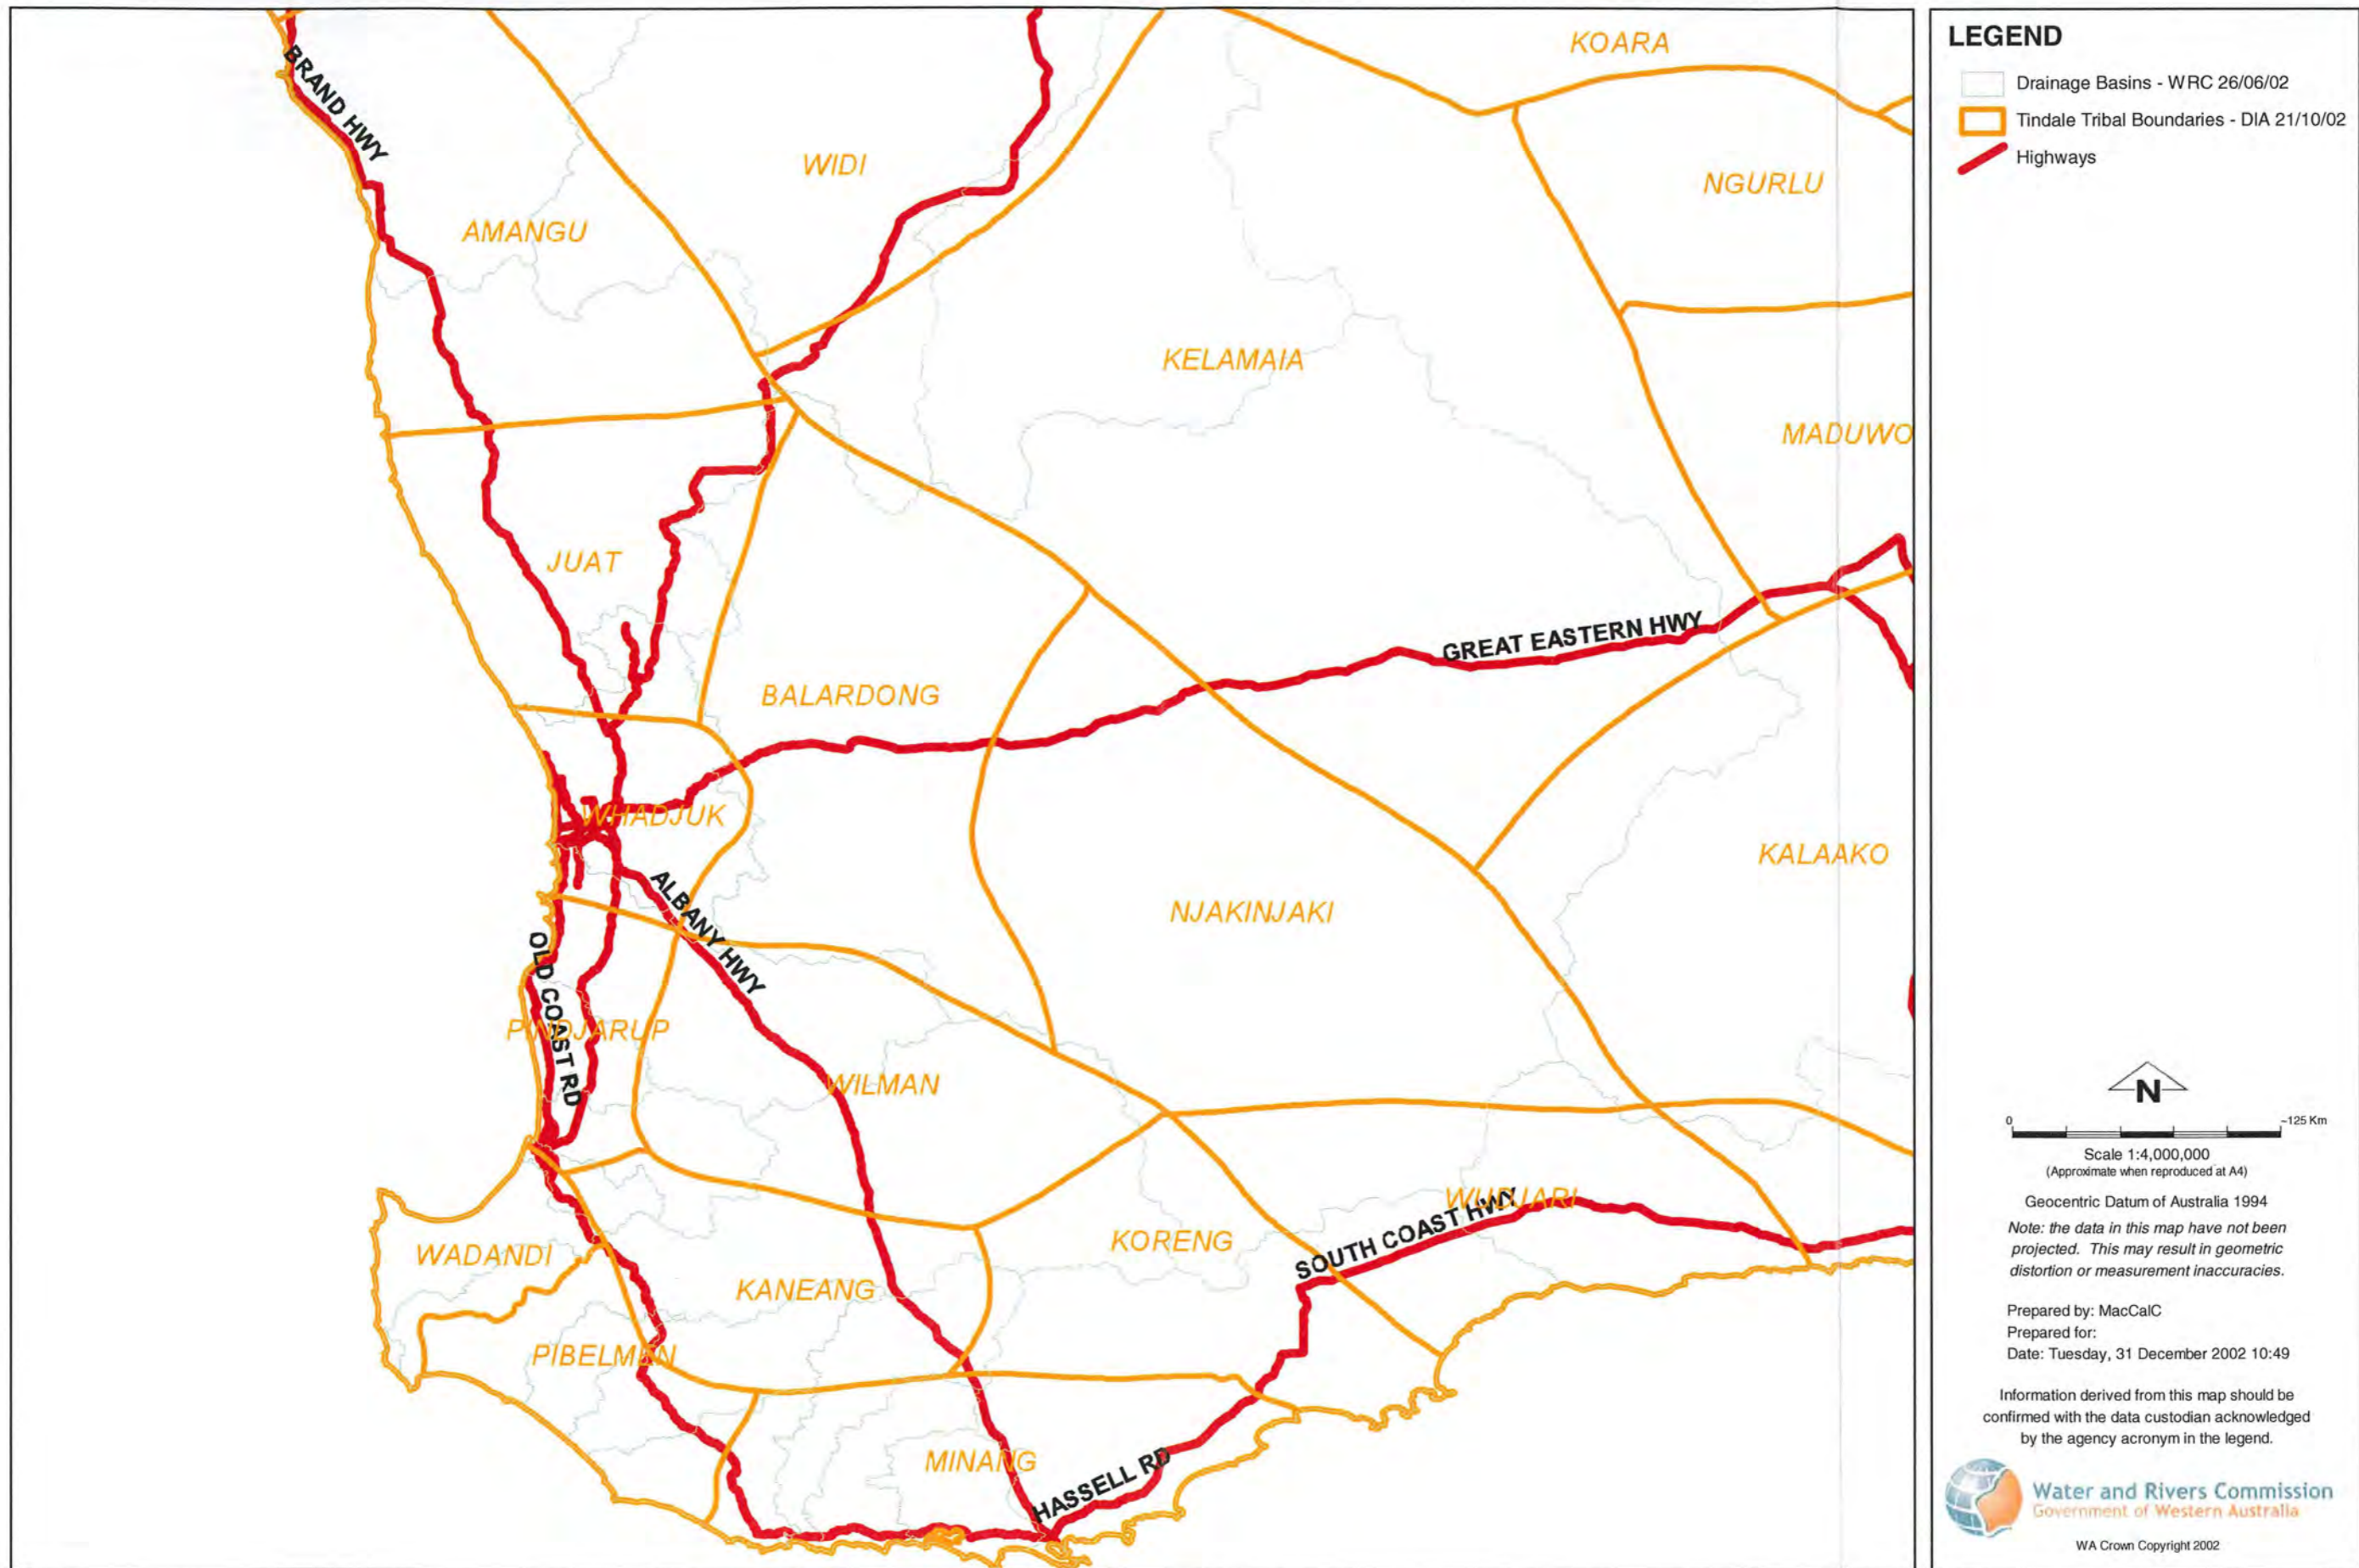 KOARA
BRAND HWY
WIDI
NGURLU
AMANGU
KELAMAIA
MADUWO
JUAT
GREAT EASTERN HWY
BALARDONG
WHADJUK
KALAAKO
ALBANY HWY
NJAKINJAKI
OLD COAST RD
PINDJARUP
WILMAN
WUDJARI
SOUTH COAST HWY
KORENG
WADANDI
KANEANG
PIBELMEN
MINANG
HASSELL RD
LEGEND
Drainage Basins - WRC 26/06/02
Tindale Tribal Boundaries - DIA 21/10/02
Highways
N
0 ~125 Km
Scale 1:4,000,000
(Approximate when reproduced at A4)
Geocentric Datum of Australia 1994
Note: the data in this map have not been
projected. This may result in geometric
distortion or measurement inaccuracies.
Prepared by: MacCalC
Prepared for:
Date: Tuesday, 31 December 2002 10:49
Information derived from this map should be
confirmed with the data custodian acknowledged
by the agency acronym in the legend.
Water and Rivers Commission
Government of Western Australia
WA Crown Copyright 2002